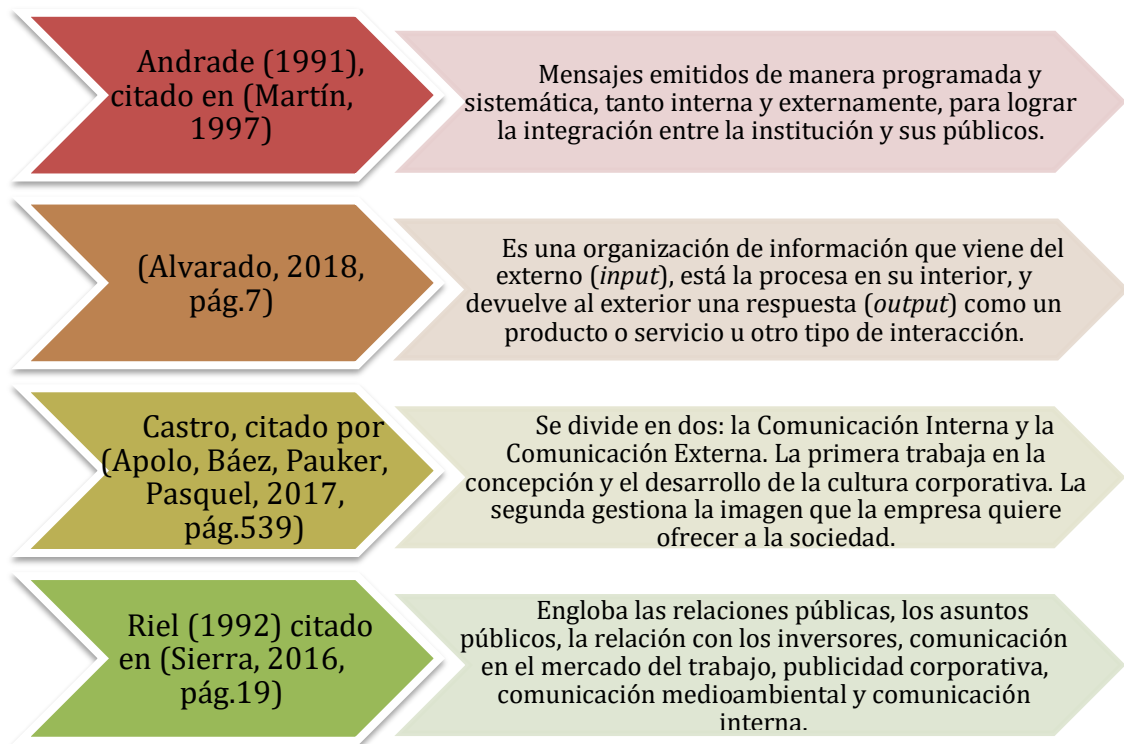 Andrade (1991),
citado en (Martín,
1997)
Mensajes emitidos de manera programada y
sistemática, tanto interna y externamente, para lograr
la integración entre la institución y sus públicos.
(Alvarado, 2018,
pág.7)
Es una organización de información que viene del
externo (input), está la procesa en su interior, y
devuelve al exterior una respuesta (output) como un
producto o servicio u otro tipo de interacción.
Castro, citado por
(Apolo, Báez, Pauker,
Pasquel, 2017,
pág.539)
Se divide en dos: la Comunicación Interna y la
Comunicación Externa. La primera trabaja en la
concepción y el desarrollo de la cultura corporativa. La
segunda gestiona la imagen que la empresa quiere
ofrecer a la sociedad.
Riel (1992) citado
en (Sierra, 2016,
pág.19)
Engloba las relaciones públicas, los asuntos
públicos, la relación con los inversores, comunicación
en el mercado del trabajo, publicidad corporativa,
comunicación medioambiental y comunicación
interna.